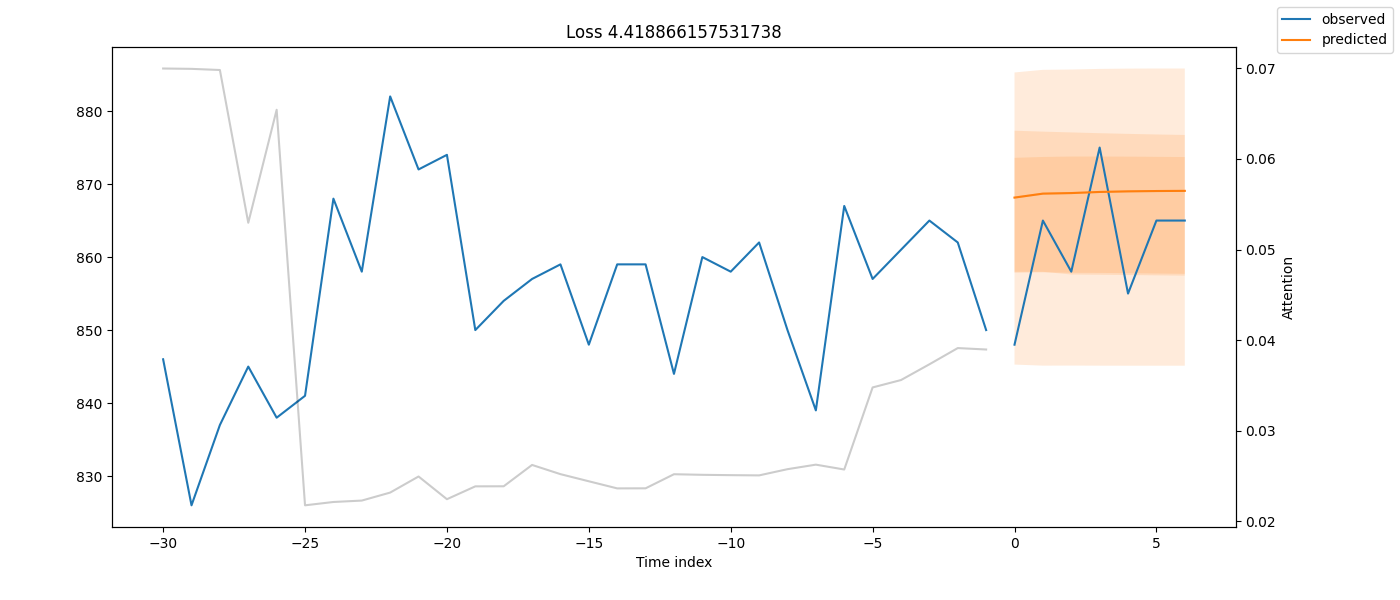 Loss 4.418866157531738
observed
predicted
880
870
860
850
840
830
0.07
0.06
0.05
0.04
0.03
0.02
Attention
−30 −25 −20 −15 −10 −5 0 5
Time index